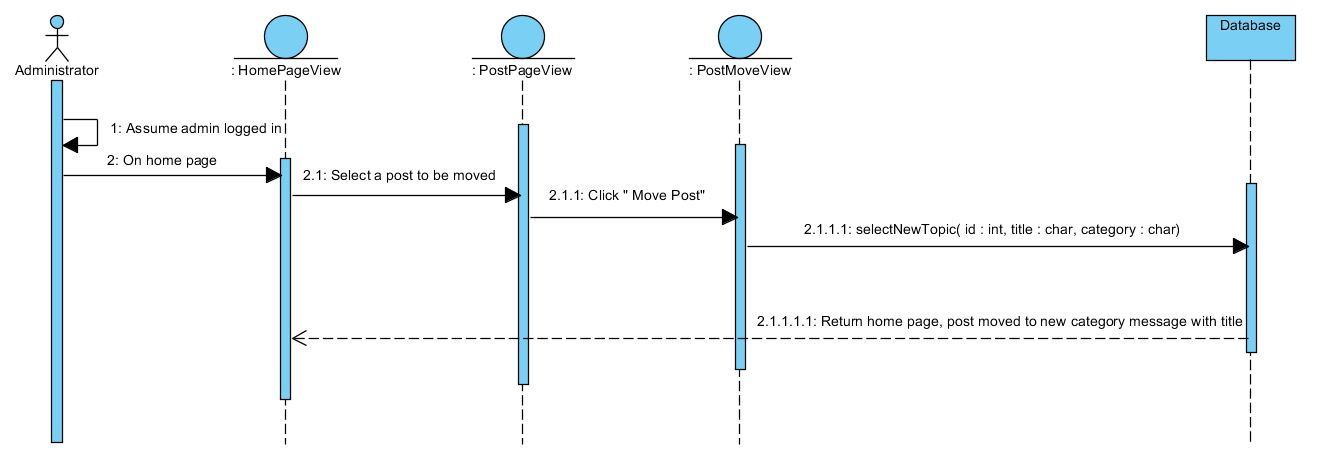 Administrator
: HomePageView
: PostPageView
: PostMoveView
Database
1: Assume admin logged in
2: On home page
2.1: Select a post to be moved
2.1.1: Click " Move Post"
2.1.1.1: selectNewTopic( id : int, title : char, category : char)
2.1.1.1.1: Return home page, post moved to new category message with title